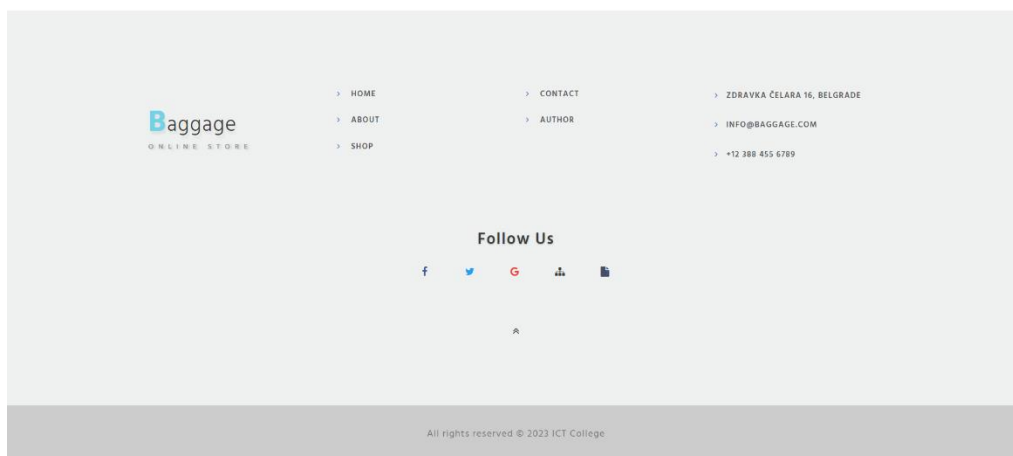 Baggage
ONLINE STORE
HOME
ABOUT
SHOP
CONTACT
AUTHOR
ZDRAVKA ČELARA 16, BELGRADE
INFO@BAGGAGE.COM
+12 388 455 6789
Follow Us
All rights reserved © 2023 ICT College